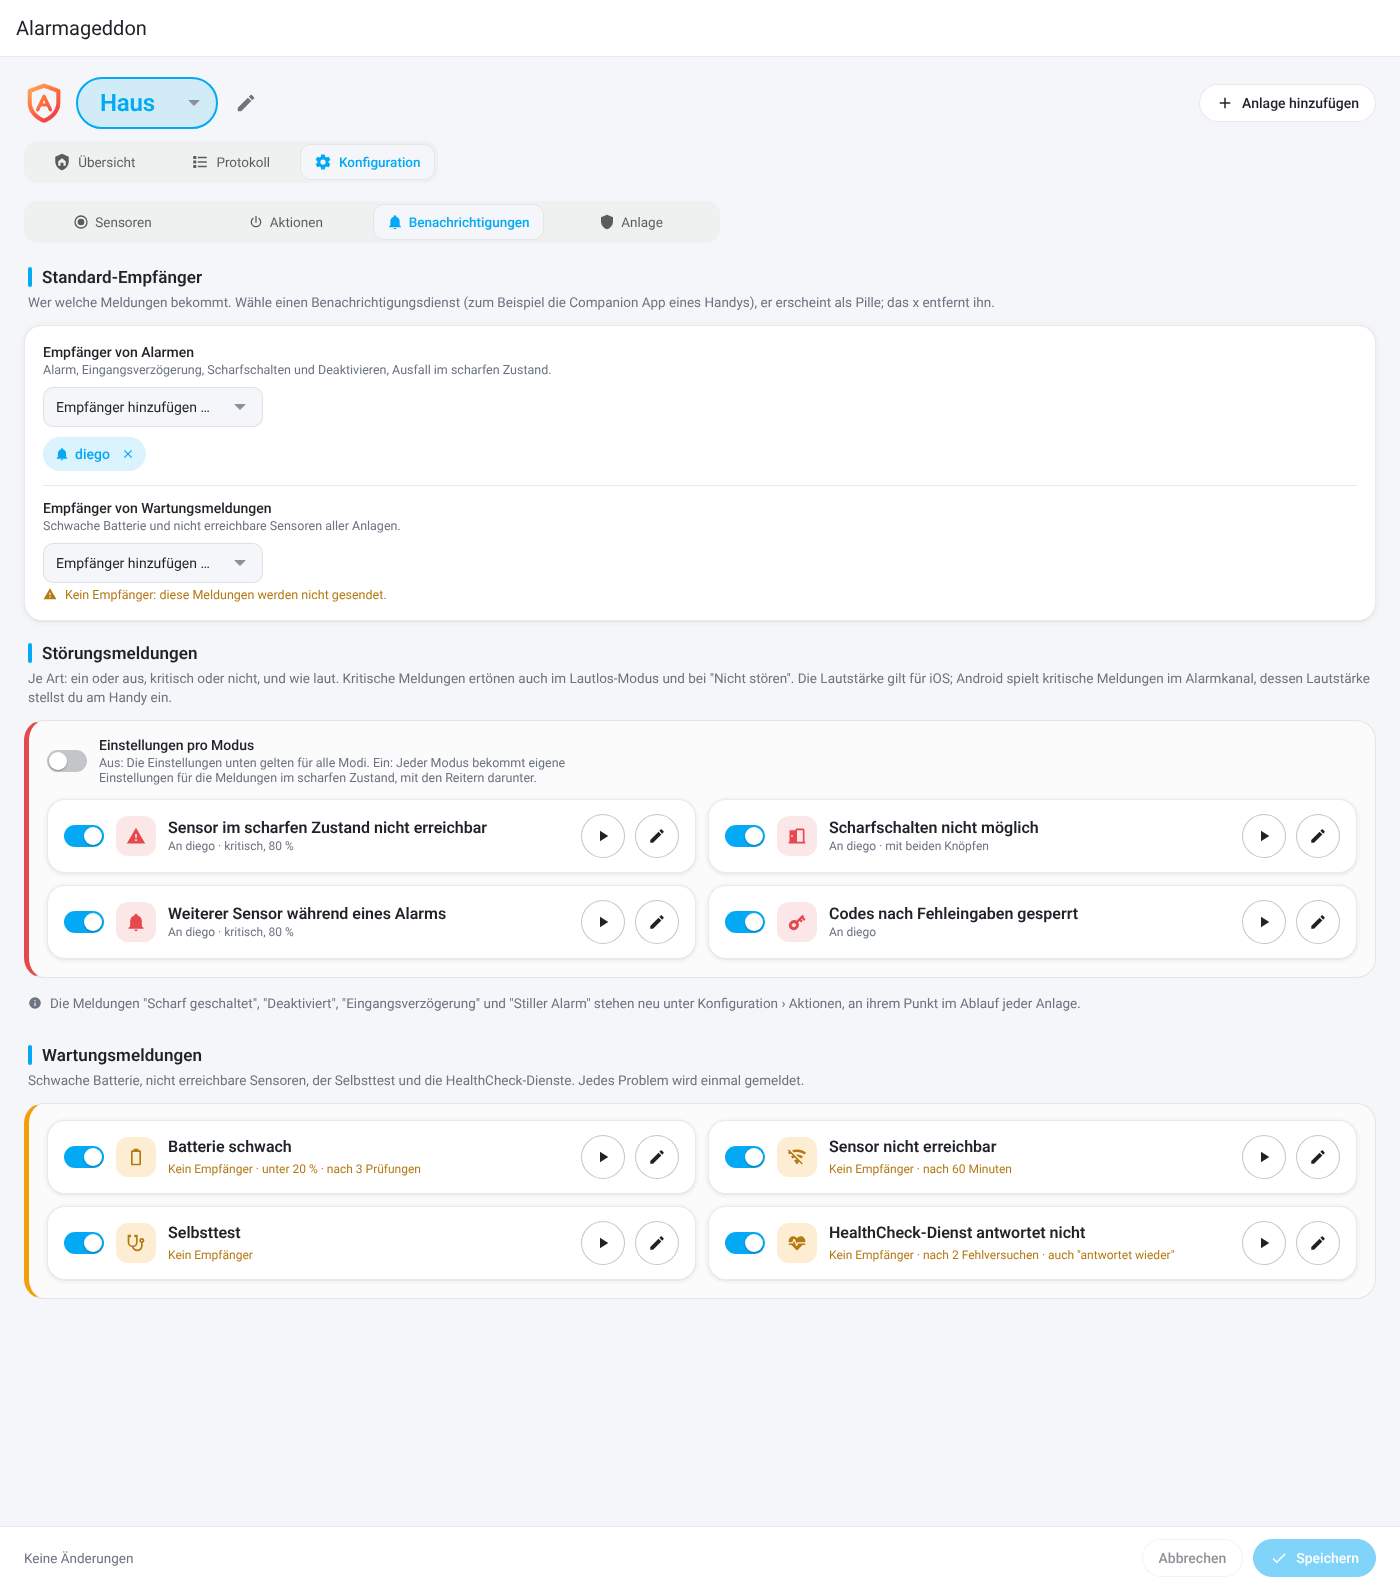 Alarmageddon
Haus
Anlage hinzufügen
Übersicht
Protokoll
Konfiguration
Sensoren
Aktionen
Benachrichtigungen
Anlage
Standard-Empfänger
Wer welche Meldungen bekommt. Wähle einen Benachrichtigungsdienst (zum Beispiel die Companion App eines Handys), er erscheint als Pille; das x entfernt ihn.
Empfänger von Alarmen
Alarm, Eingangsverzögerung, Scharfschalten und Deaktivieren, Ausfall im scharfen Zustand.
Empfänger hinzufügen ...
diego
Empfänger von Wartungsmeldungen
Schwache Batterie und nicht erreichbare Sensoren aller Anlagen.
Empfänger hinzufügen ...
Kein Empfänger: diese Meldungen werden nicht gesendet.
Störungsmeldungen
Je Art: ein oder aus, kritisch oder nicht, und wie laut. Kritische Meldungen ertönen auch im Lautlos-Modus und bei "Nicht stören". Die Lautstärke gilt für iOS; Android spielt kritische Meldungen im Alarmkanal, dessen Lautstärke
stellst du am Handy ein.
Einstellungen pro Modus
Aus: Die Einstellungen unten gelten für alle Modi. Ein: Jeder Modus bekommt eigene
Einstellungen für die Meldungen im scharfen Zustand, mit den Reitern darunter.
Sensor im scharfen Zustand nicht erreichbar
An diego · kritisch, 80 %
Scharfschalten nicht möglich
An diego · mit beiden Knöpfen
Weiterer Sensor während eines Alarms
An diego · kritisch, 80 %
Codes nach Fehleingaben gesperrt
An diego
Die Meldungen "Scharf geschaltet", "Deaktiviert", "Eingangsverzögerung" und "Stiller Alarm" stehen neu unter Konfiguration › Aktionen, an ihrem Punkt im Ablauf jeder Anlage.
Wartungsmeldungen
Schwache Batterie, nicht erreichbare Sensoren, der Selbsttest und die HealthCheck-Dienste. Jedes Problem wird einmal gemeldet.
Batterie schwach
Kein Empfänger · unter 20 % · nach 3 Prüfungen
Sensor nicht erreichbar
Kein Empfänger · nach 60 Minuten
Selbsttest
Kein Empfänger
HealthCheck-Dienst antwortet nicht
Kein Empfänger · nach 2 Fehlversuchen · auch "antwortet wieder"
Keine Änderungen
Abbrechen
Speichern